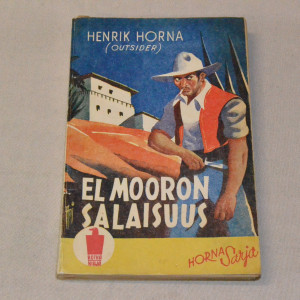 HENRIK HORNA
(OUTSIDER)
EL MOORON
SALAISUUS
HORNA Sarja